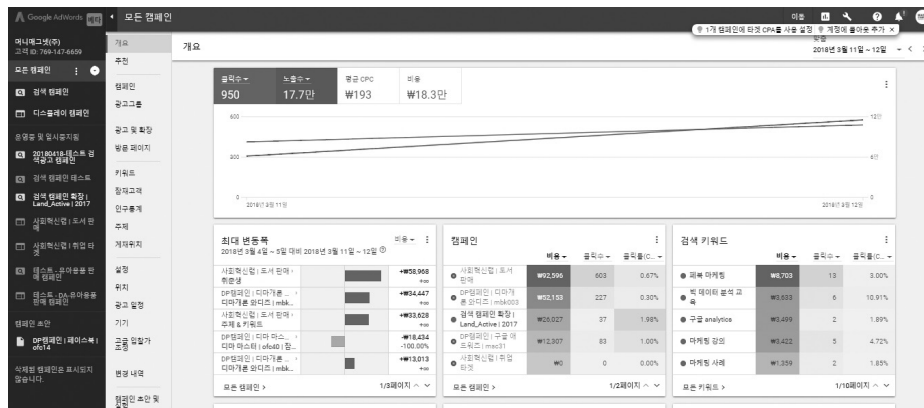 Google AdWords 베타
모든 캠페인
이동
1개 캠페인에 타겟 CPA를 사용 설정
계정에 콜아웃 추가
머니매그넷(주)
고객 ID: 769-147-6659
모든 캠페인
검색 캠페인
디스플레이 캠페인
운영중 및 일시중지됨
20180418-테스트 검
색광고 캠페인
검색 캠페인 테스트
검색 캠페인 확장 |
Land_Active | 2017
사회혁신랩 | 도서 판
매
사회혁신랩 | 취업 타
겟
테스트 - 유아용품 판
매 캠페인
테스트 - DA-유아용품
판매 캠페인
캠페인 초안
DP캠페인 | 페이스북 |
ofc14
삭제된 캠페인은 표시되지
않습니다.
개요
추천
캠페인
광고그룹
광고 및 확장
방문 페이지
키워드
잠재고객
인구통계
주제
게재위치
설정
위치
광고 일정
기기
고급 입찰가
조정
변경 내역
캠페인 초안 및
실험
개요
맞춤
2018년 3월 11일 ~ 12일
클릭수
950
노출수
17.7만
평균 CPC
₩193
비용
₩18.3만
600
300
0
12만
6만
0
2018년 3월 11일
2018년 3월 12일
최대 변동폭
비용
2018년 3월 4일 ~ 5일 대비 2018년 3월 11일 ~ 12일
사회혁신랩 | 도서 판매 ›
취준생
+₩58,968
+∞
DP캠페인 | 디마개론 ... ›
디마개론 와디즈 | mbk...
+₩34,447
+∞
사회혁신랩 | 도서 판매 ›
주제 & 키워드
+₩33,628
+∞
DP캠페인 | 디마 마스... ›
디마 마스터 | ofo40 | 잠...
-₩18,434
-100.00%
DP캠페인 | 디마개론 ... ›
디마개론 와디즈 | mbk...
+₩13,013
+∞
모든 캠페인 >
1/3페이지
캠페인
비용
클릭수
클릭률(C...
사회혁신랩 | 도서
판매
₩92,596
603
0.67%
DP캠페인 | 디마개
론 와디즈 | mbk003
₩52,153
227
0.30%
검색 캠페인 확장 |
Land_Active | 2017
₩26,027
37
1.98%
DP캠페인 | 구글 애
드워즈 | msc31
₩12,307
83
1.00%
사회혁신랩 | 취업
타겟
₩0
0
0.00%
모든 캠페인 >
1/2페이지
검색 키워드
비용
클릭수
클릭률(C...
페북 마케팅
₩8,703
13
3.00%
빅 데이터 분석 교
육
₩3,633
6
10.91%
구글 analytics
₩3,499
2
1.89%
마케팅 강의
₩3,422
5
4.72%
마케팅 사례
₩1,359
2
1.85%
모든 키워드 >
1/10페이지